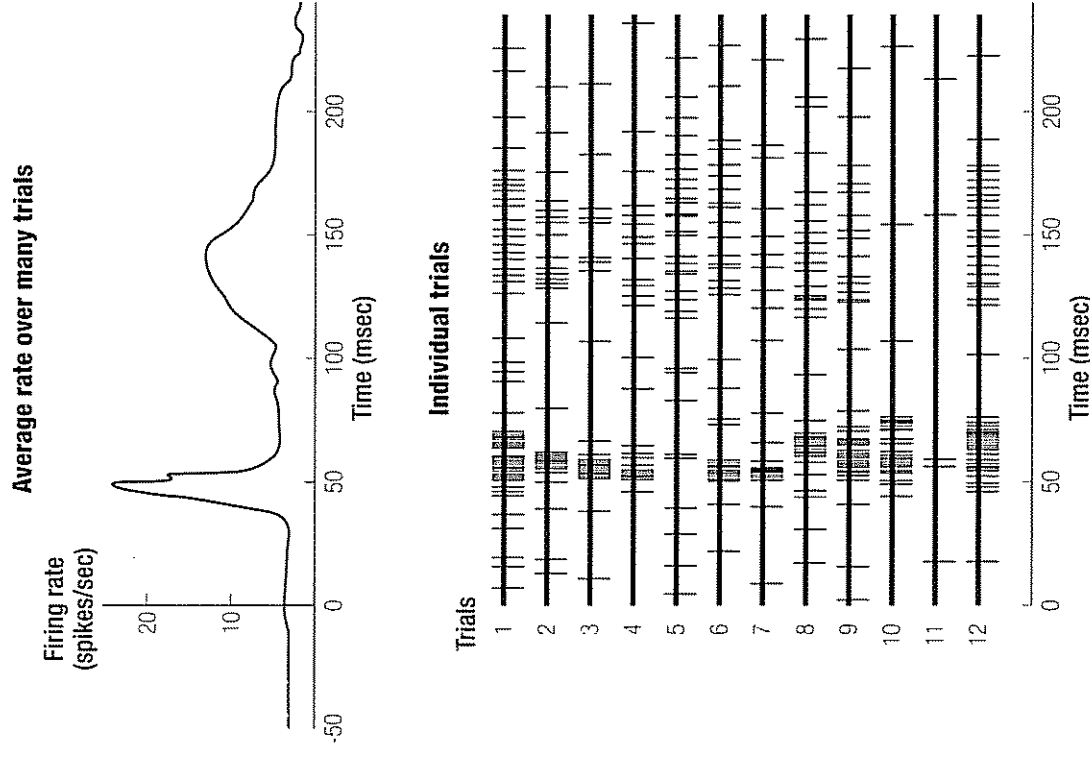 Average rate over many trials
Firing rate
(spikes/sec)
20
10
-50 0 50 100 150 200
Time (msec)
Individual trials
Trials
1
2
3
4
5
6
7
8
9
10
11
12
0 50 100 150 200
Time (msec)